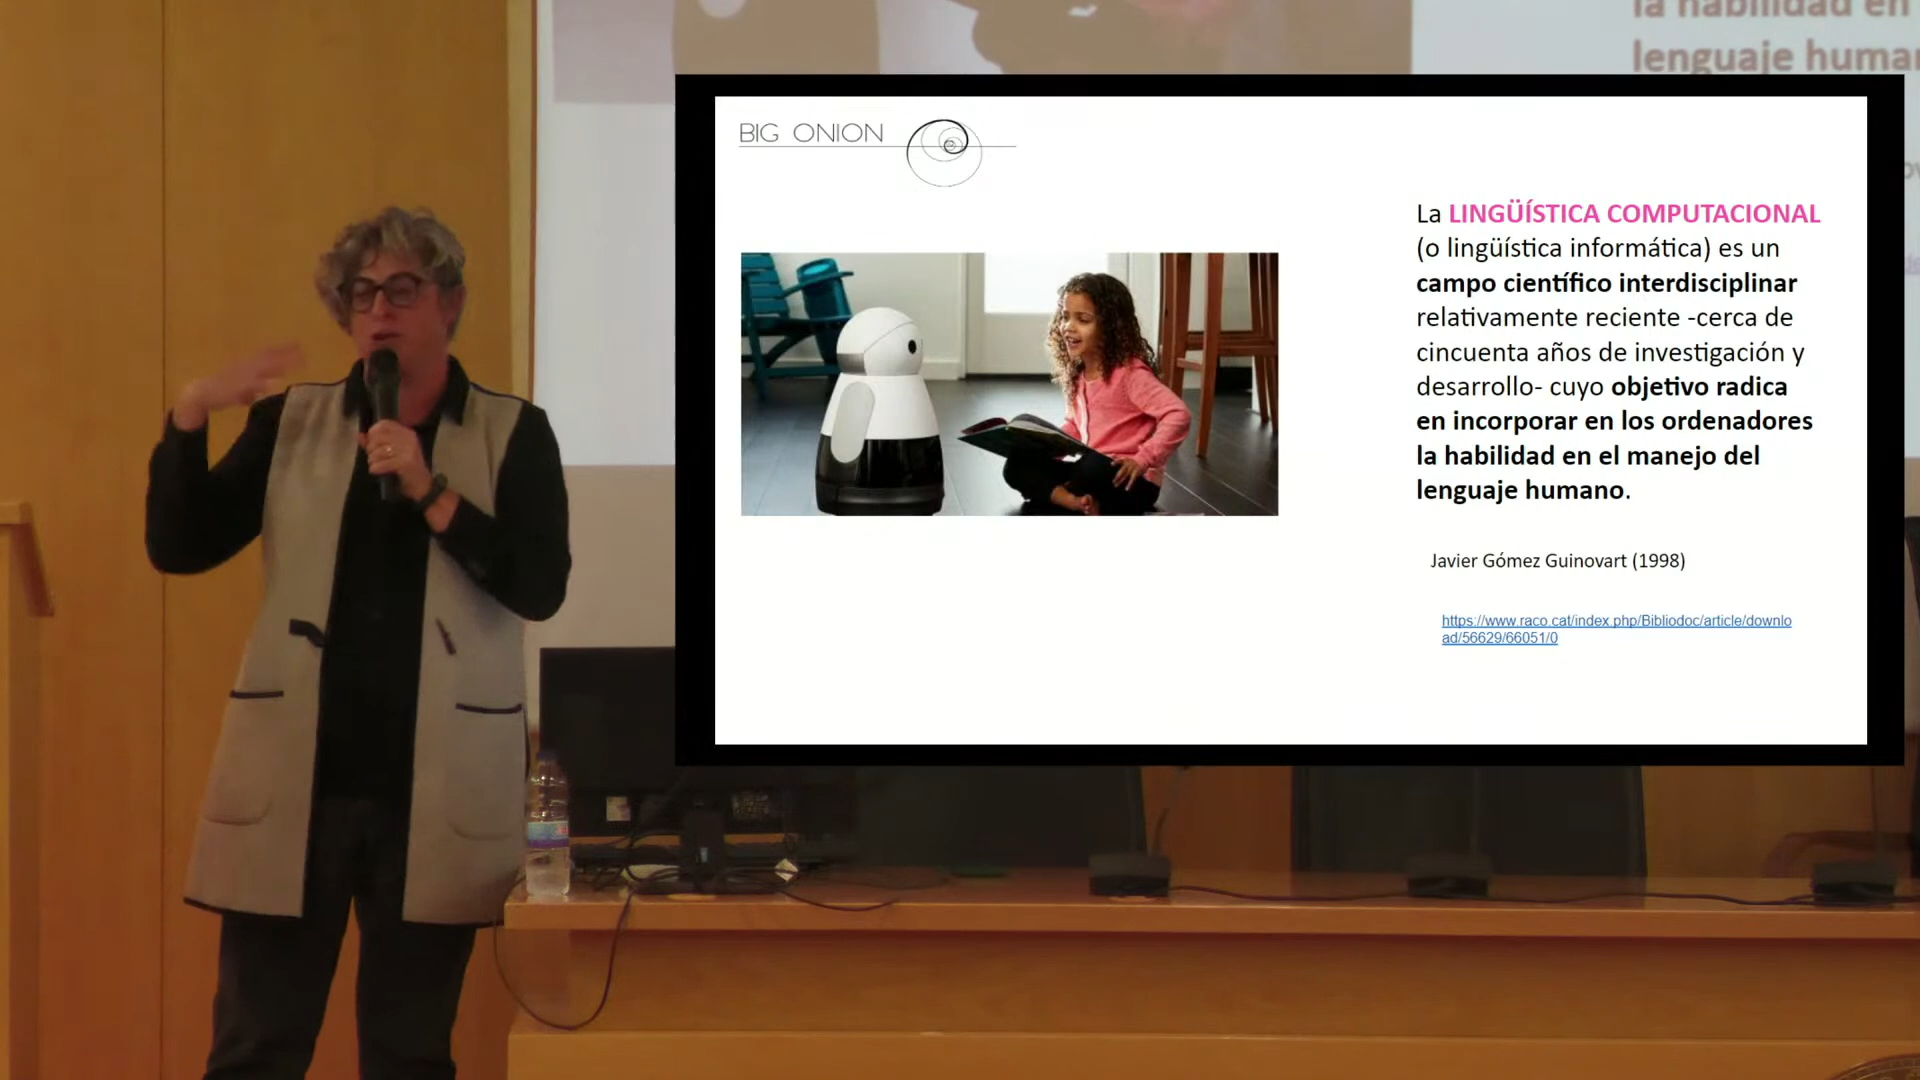 la habilidad en
lenguaje humano
BIG ONION
La LINGÜÍSTICA COMPUTACIONAL
(o lingüística informática) es un
campo científico interdisciplinar
relativamente reciente -cerca de
cincuenta años de investigación y
desarrollo- cuyo objetivo radica
en incorporar en los ordenadores
la habilidad en el manejo del
lenguaje humano.
Javier Gómez Guinovart (1998)
https://www.raco.cat/index.php/Bibliodoc/article/downlo
ad/56629/66051/0